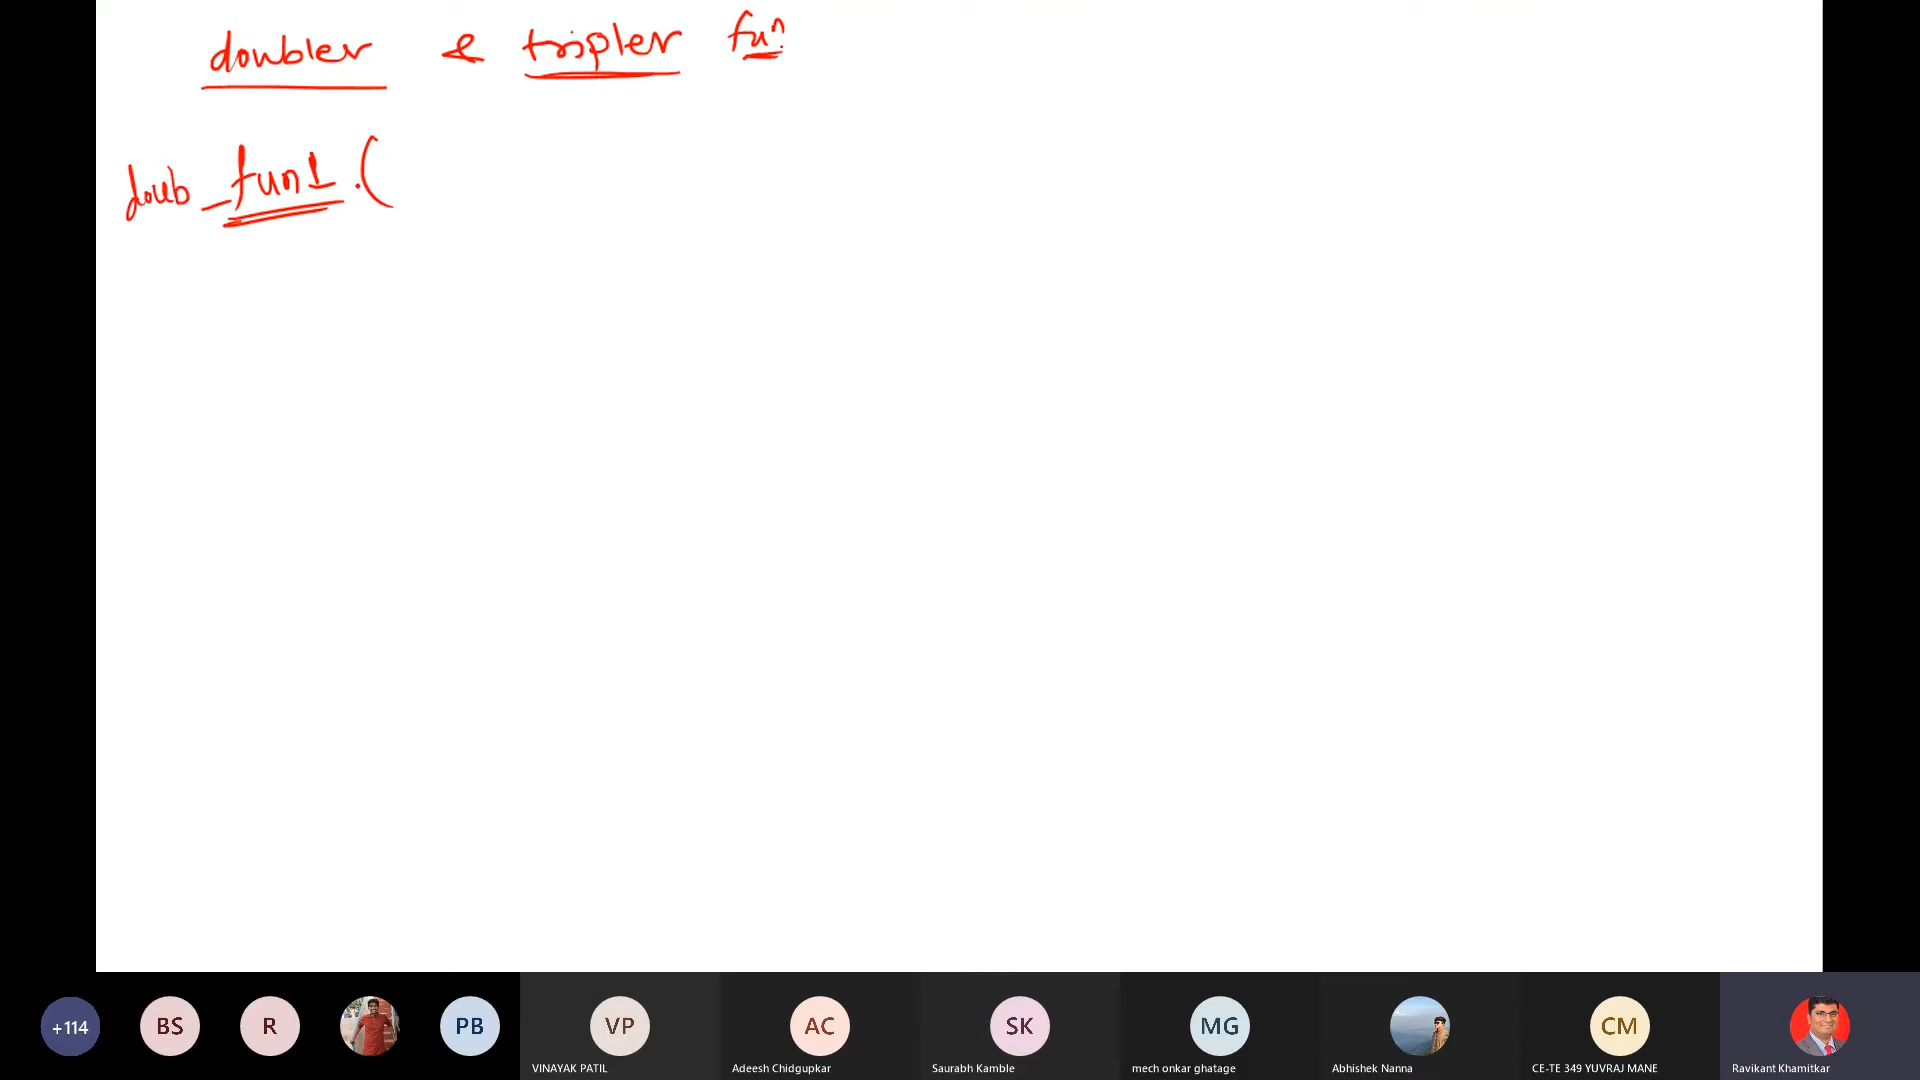 doubler & tripler fun
doub_fun1.(
+114
BS
R
PB
VP
AC
SK
MG
CM
VINAYAK PATIL
Adeesh Chidgupkar
Saurabh Kamble
mech onkar ghatage
Abhishek Nanna
CE-TE 349 YUVRAJ MANE
Ravikant Khamitkar